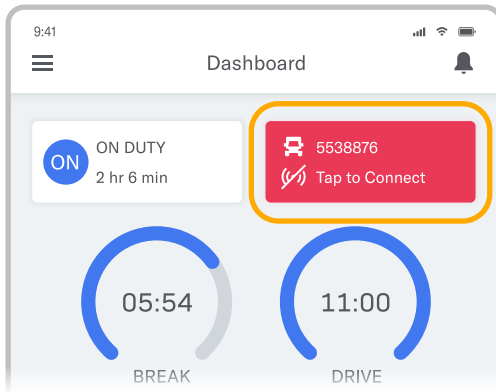 9:41
Dashboard
ON
ON DUTY
2 hr 6 min
5538876
Tap to Connect
05:54
BREAK
11:00
DRIVE